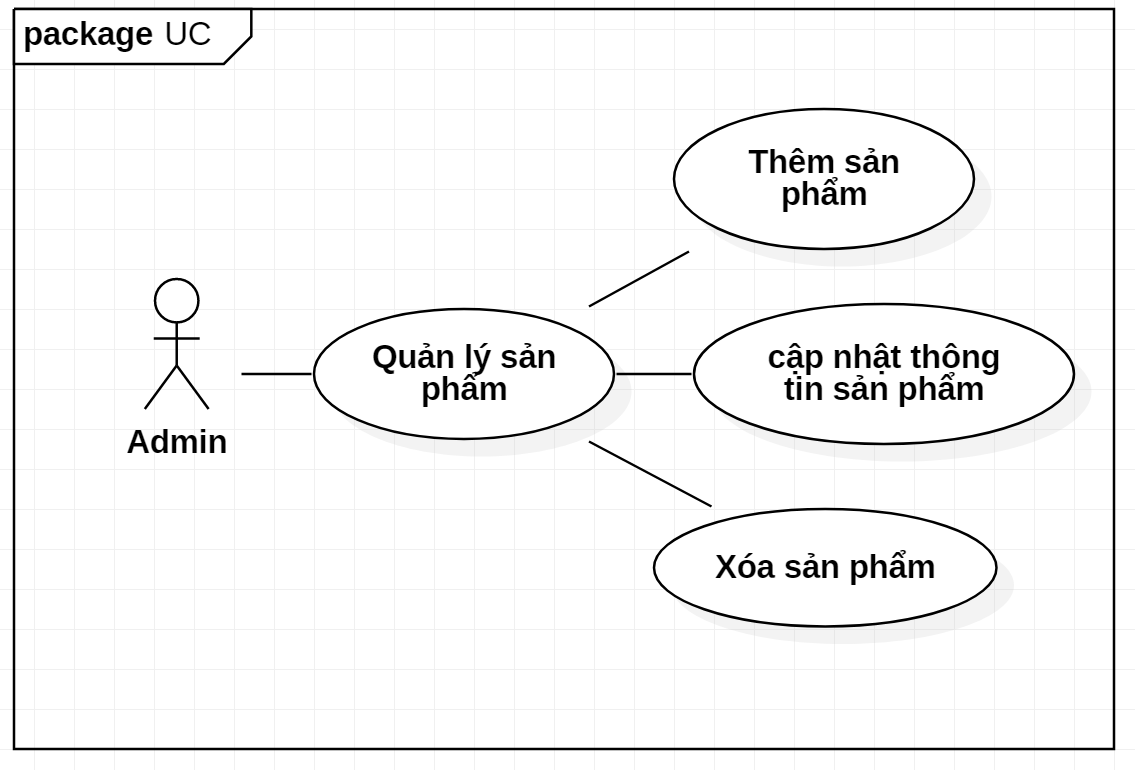 package UC
Thêm sản
phẩm
Quản lý sản
phẩm
cập nhật thông
tin sản phẩm
Admin
Xóa sản phẩm